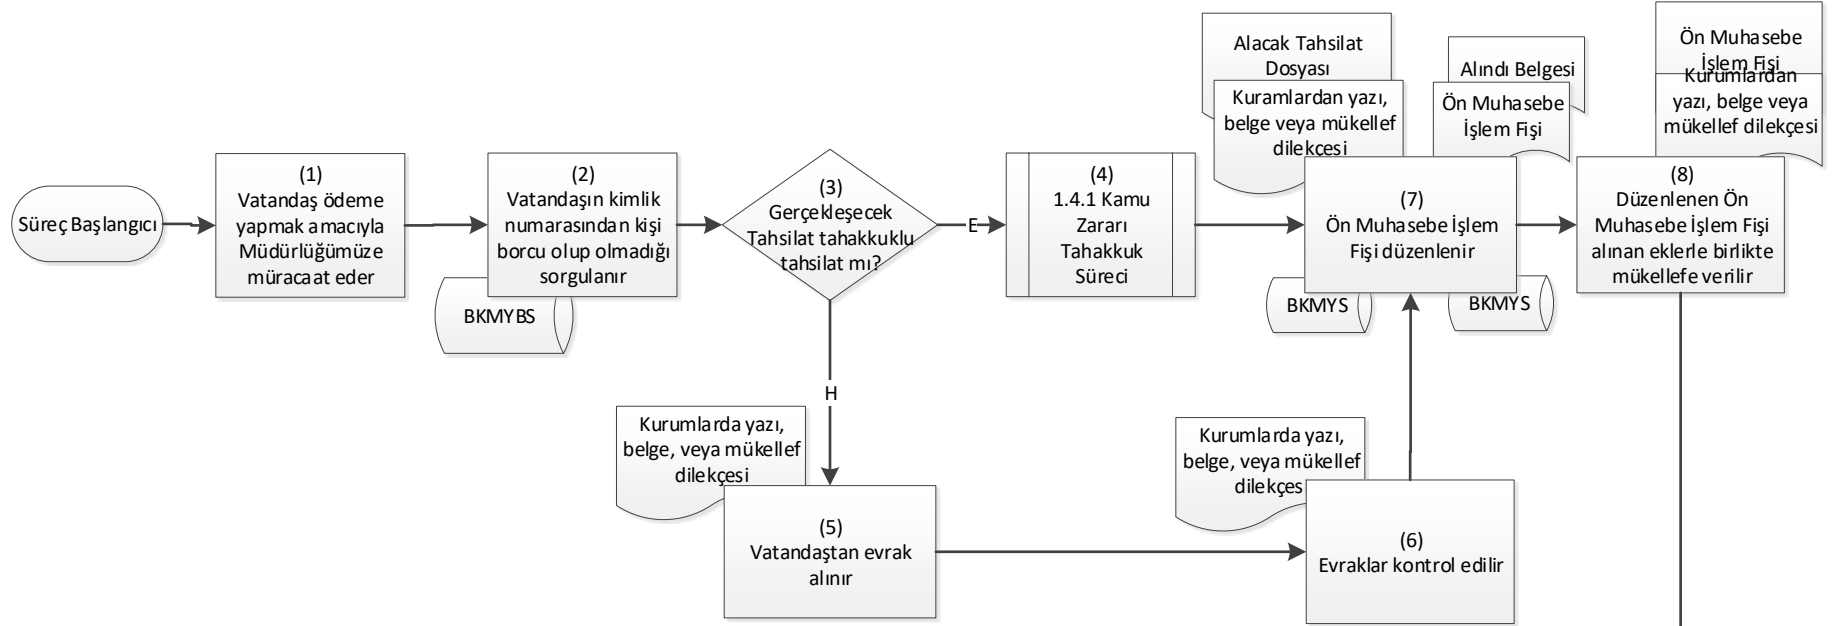 Süreç Başlangıcı
(1)
Vatandaş ödeme
yapmak amacıyla
Müdürlüğümüze
müracaat eder
(2)
Vatandaşın kimlik
numarasından kişi
borcu olup olmadığı
sorgulanır
BKMYBS
(3)
Gerçekleşecek
Tahsilat tahakkuklu
tahsilat mı?
E
H
(4)
1.4.1 Kamu
Zararı
Tahakkuk
Süreci
Alacak Tahsilat
Dosyası
Kuramlardan yazı,
belge veya mükellef
dilekçesi
Alındı Belgesi
Ön Muhasebe
İşlem Fişi
(7)
Ön Muhasebe İşlem
Fişi düzenlenir
BKMYS
BKMYS
Ön Muhasebe
İşlem Fişi
Kurumlardan
yazı, belge veya
mükellef dilekçesi
(8)
Düzenlenen Ön
Muhasebe İşlem Fişi
alınan eklerle birlikte
mükellefe verilir
Kurumlarda yazı,
belge, veya mükellef
dilekçesi
(5)
Vatandaştan evrak
alınır
Kurumlarda yazı,
belge, veya mükellef
dilekçes
(6)
Evraklar kontrol edilir